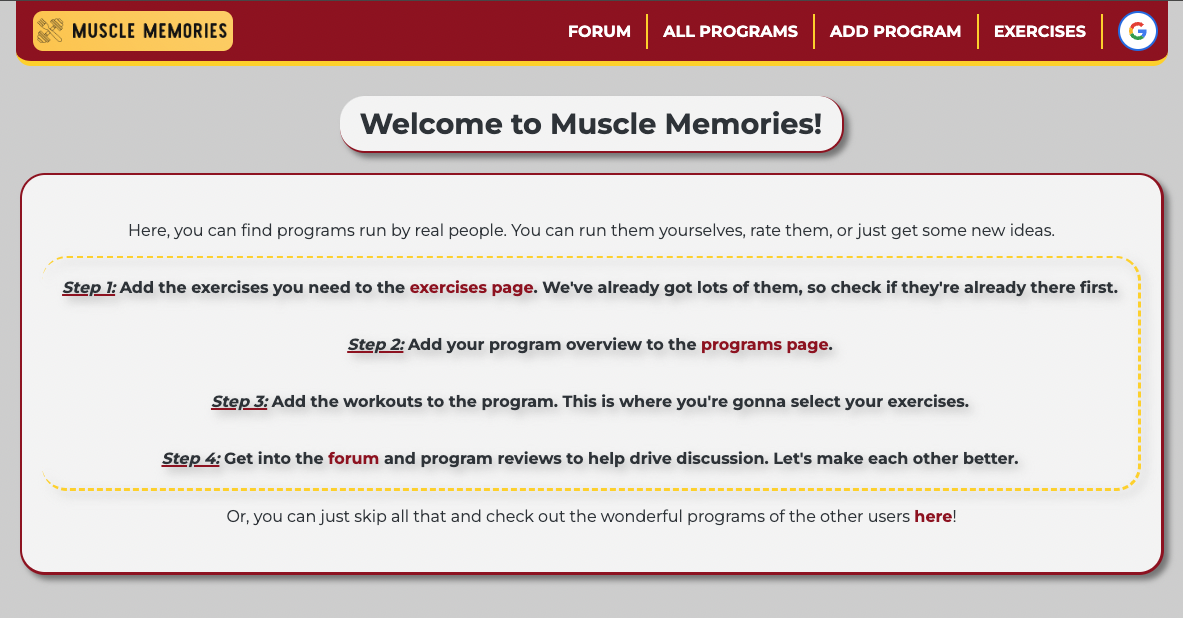 MUSCLE MEMORIES
FORUM
ALL PROGRAMS
ADD PROGRAM
EXERCISES
G
Welcome to Muscle Memories!
Here, you can find programs run by real people. You can run them yourselves, rate them, or just get some new ideas.
Step 1: Add the exercises you need to the exercises page. We've already got lots of them, so check if they're already there first.
Step 2: Add your program overview to the programs page.
Step 3: Add the workouts to the program. This is where you're gonna select your exercises.
Step 4: Get into the forum and program reviews to help drive discussion. Let's make each other better.
Or, you can just skip all that and check out the wonderful programs of the other users here!